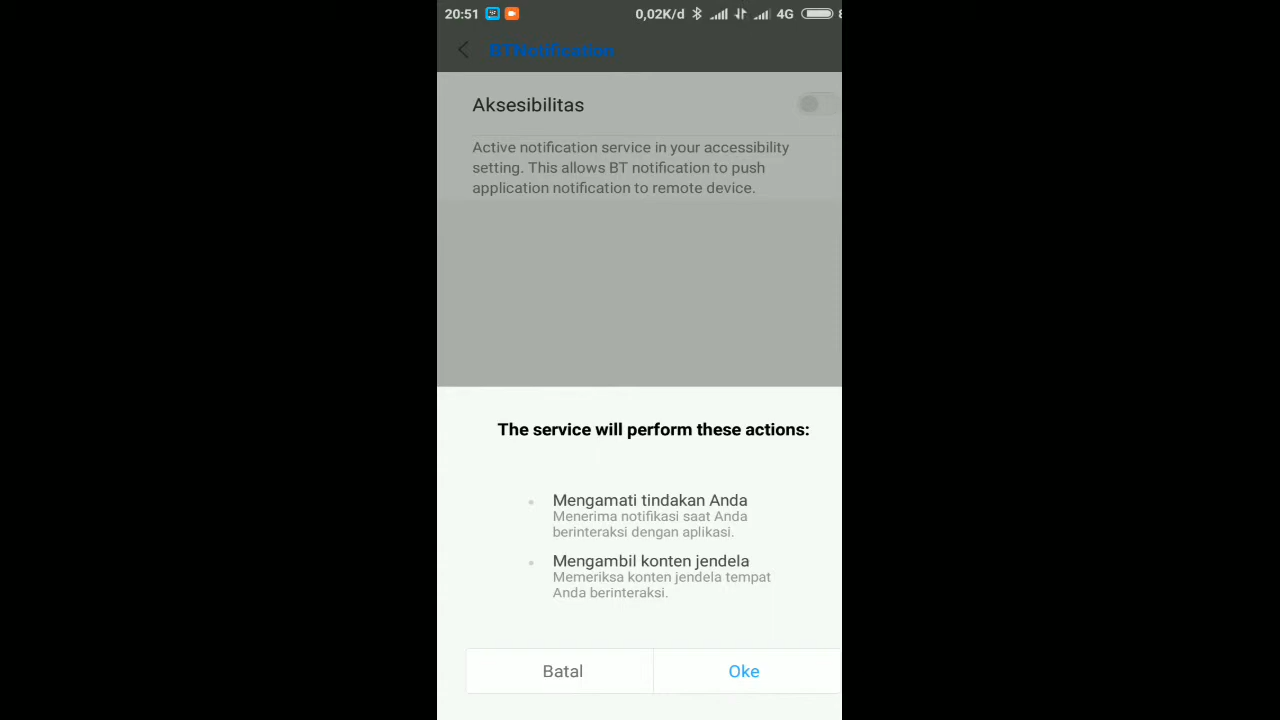 20:51 0,02K/d 4G
BTNotification
Aksesibilitas
Active notification service in your accessibility
setting. This allows BT notification to push
application notification to remote device.
The service will perform these actions:
Mengamati tindakan Anda
Menerima notifikasi saat Anda
berinteraksi dengan aplikasi.
Mengambil konten jendela
Memeriksa konten jendela tempat
Anda berinteraksi.
Batal Oke